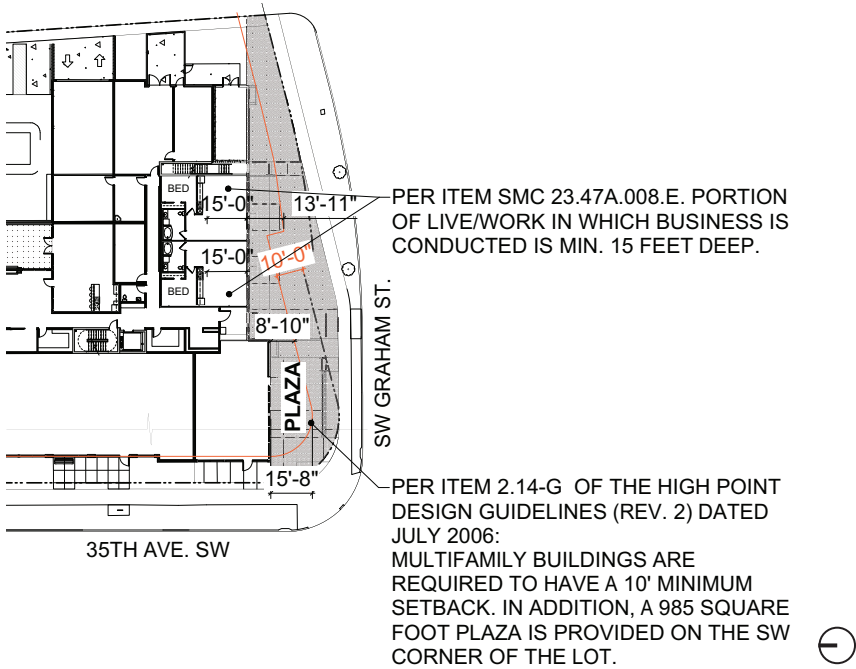 BED
15'-0"
13'-11"
PER ITEM SMC 23.47A.008.E. PORTION
OF LIVE/WORK IN WHICH BUSINESS IS
CONDUCTED IS MIN. 15 FEET DEEP.
15'-0"
10'-0"
BED
8'-10"
PLAZA
SW GRAHAM ST.
15'-8"
35TH AVE. SW
PER ITEM 2.14-G OF THE HIGH POINT
DESIGN GUIDELINES (REV. 2) DATED
JULY 2006:
MULTIFAMILY BUILDINGS ARE
REQUIRED TO HAVE A 10' MINIMUM
SETBACK. IN ADDITION, A 985 SQUARE
FOOT PLAZA IS PROVIDED ON THE SW
CORNER OF THE LOT.